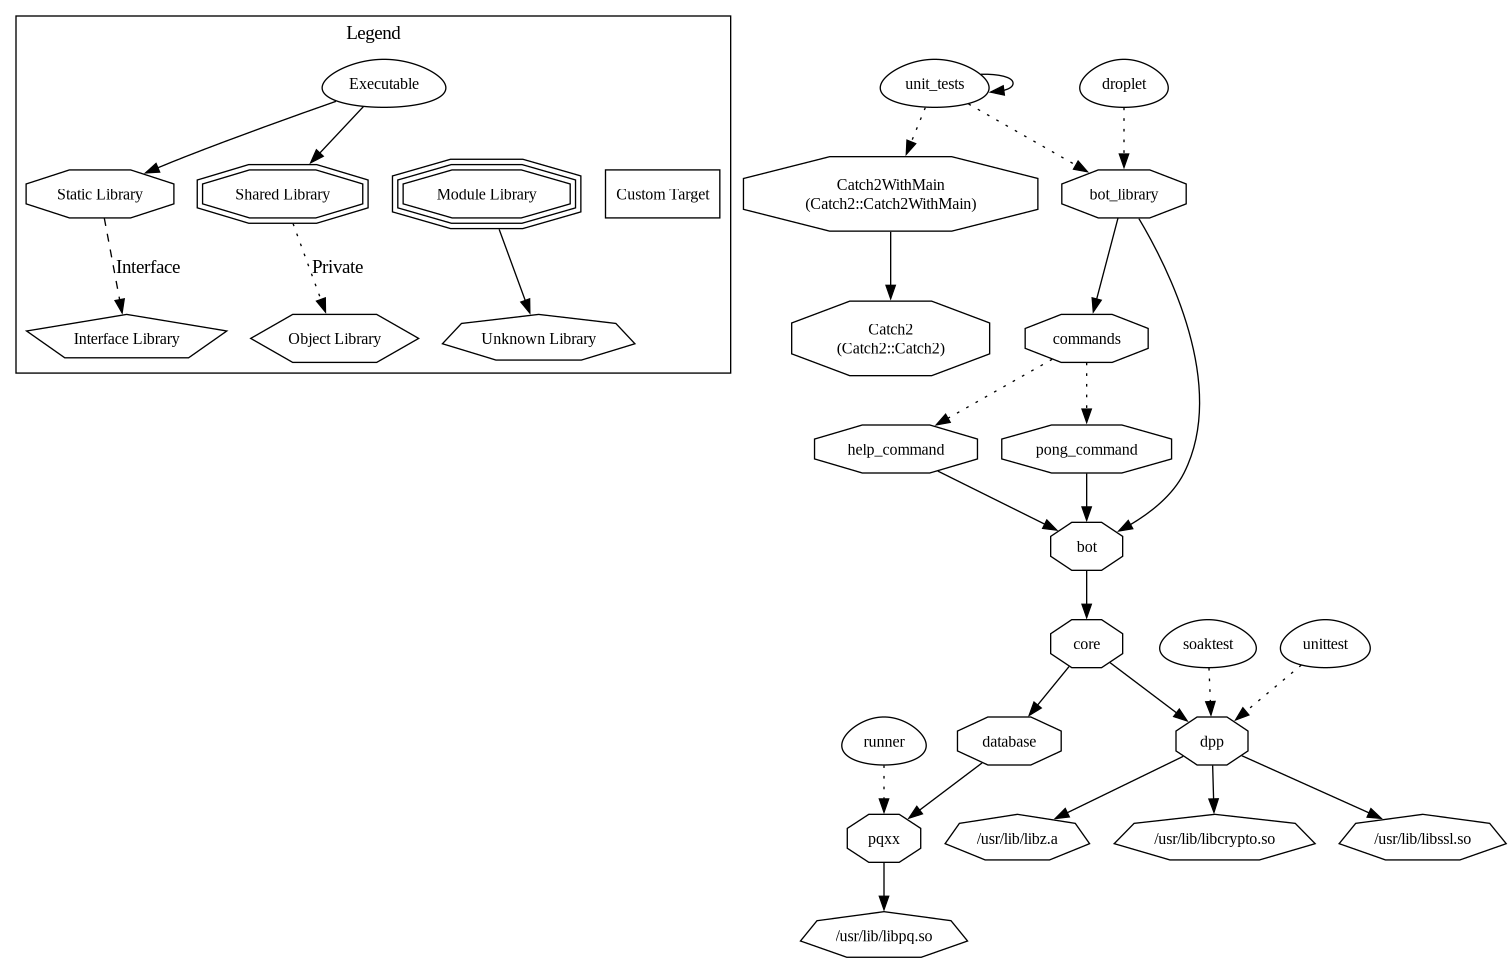 Legend
Executable
Static Library
Shared Library
Module Library
Custom Target
Interface
Private
Interface Library
Object Library
Unknown Library
unit_tests
droplet
Catch2WithMain
(Catch2::Catch2WithMain)
bot_library
Catch2
(Catch2::Catch2)
commands
help_command
pong_command
bot
core
soaktest
unittest
runner
database
dpp
pqxx
/usr/lib/libz.a
/usr/lib/libcrypto.so
/usr/lib/libssl.so
/usr/lib/libpq.so